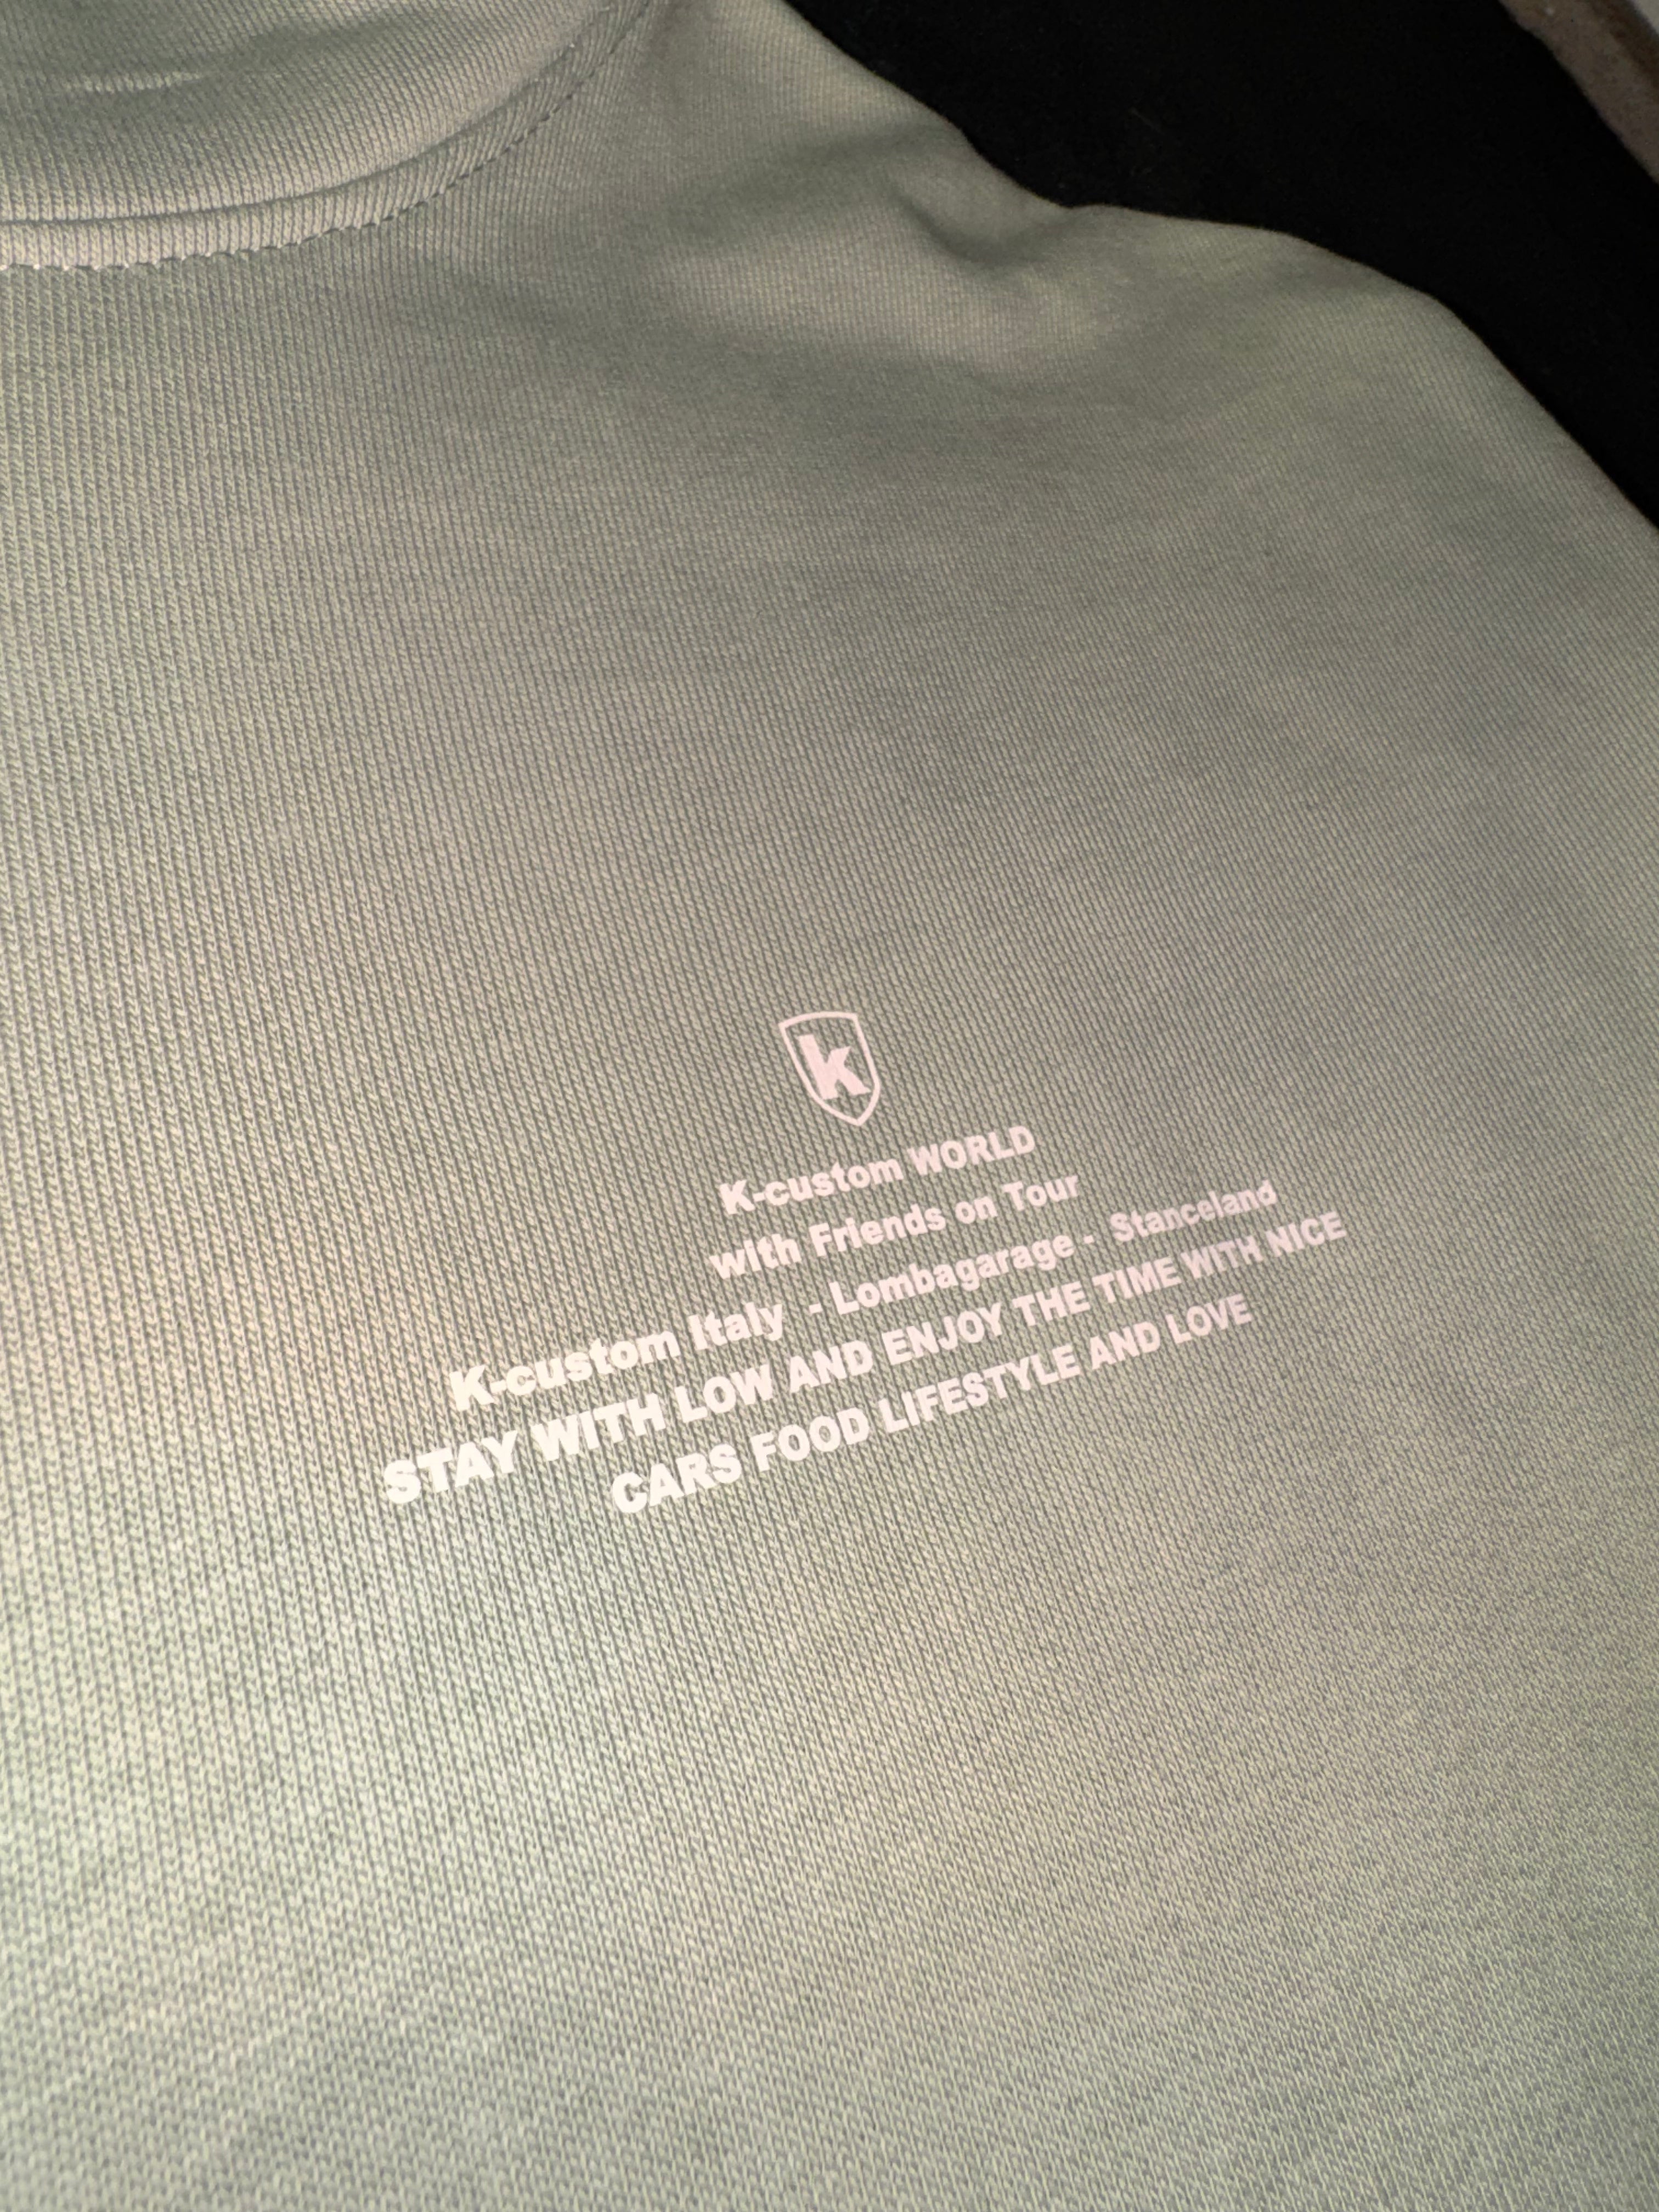 k
K-custom WORLD
with Friends on Tour
K-custom Italy - Lombagarage - Stanceland
STAY WITH LOW AND ENJOY THE TIME WITH NICE
CARS FOOD LIFESTYLE AND LOVE